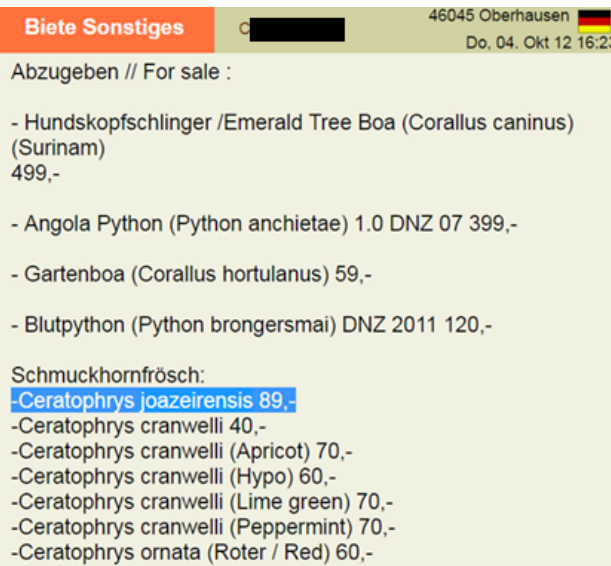 Biete Sonstiges
C
46045 Oberhausen
Do, 04. Okt 12 16:23
Abzugeben // For sale :
- Hundskopfschlinger /Emerald Tree Boa (Corallus caninus)
(Surinam)
499,-
- Angola Python (Python anchietae) 1.0 DNZ 07 399,-
- Gartenboa (Corallus hortulanus) 59,-
- Blutpython (Python brongersmai) DNZ 2011 120,-
Schmuckhornfrösch:
-Ceratophrys joazeirensis 89,-
-Ceratophrys cranwelli 40,-
-Ceratophrys cranwelli (Apricot) 70,-
-Ceratophrys cranwelli (Hypo) 60,-
-Ceratophrys cranwelli (Lime green) 70,-
-Ceratophrys cranwelli (Peppermint) 70,-
-Ceratophrys ornata (Roter / Red) 60,-